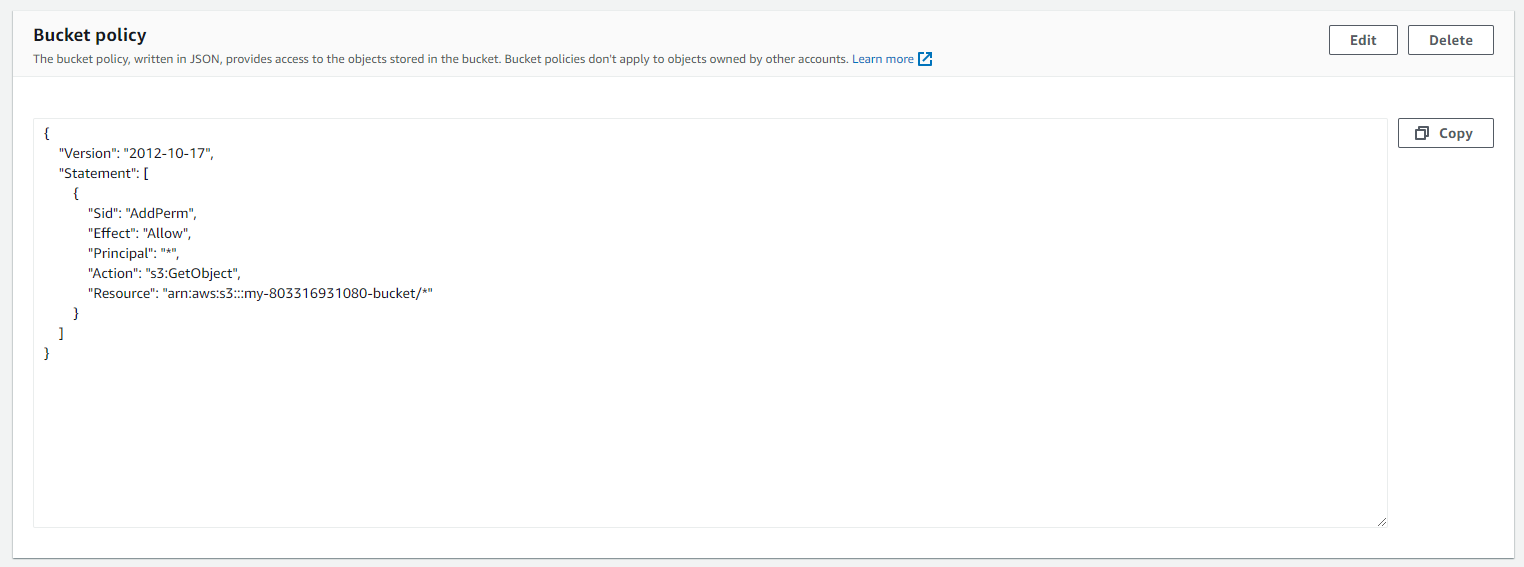 Bucket policy
Edit
Delete
The bucket policy, written in JSON, provides access to the objects stored in the bucket. Bucket policies don't apply to objects owned by other accounts. Learn more
Copy
{
"Version": "2012-10-17",
"Statement": [
{
"Sid": "AddPerm",
"Effect": "Allow",
"Principal": "*",
"Action": "s3:GetObject",
"Resource": "arn:aws:s3:::my-803316931080-bucket/*"
}
]
}